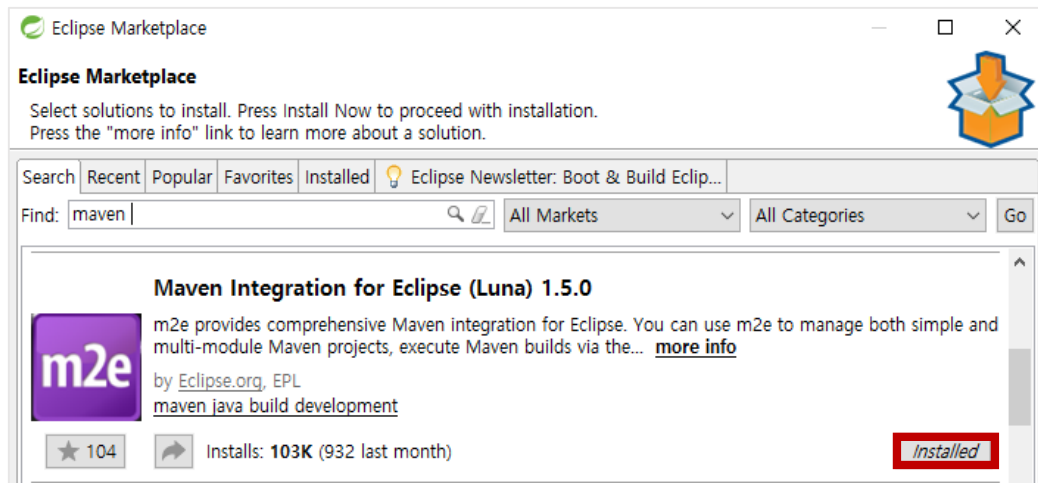 Eclipse Marketplace
Eclipse Marketplace
Select solutions to install. Press Install Now to proceed with installation.
Press the "more info" link to learn more about a solution.
Search Recent Popular Favorites Installed Eclipse Newsletter: Boot & Build Eclip...
Find: maven All Markets All Categories Go
Maven Integration for Eclipse (Luna) 1.5.0
m2e provides comprehensive Maven integration for Eclipse. You can use m2e to manage both simple and
multi-module Maven projects, execute Maven builds via the... more info
m2e
by Eclipse.org, EPL
maven java build development
104 Installs: 103K (932 last month) Installed